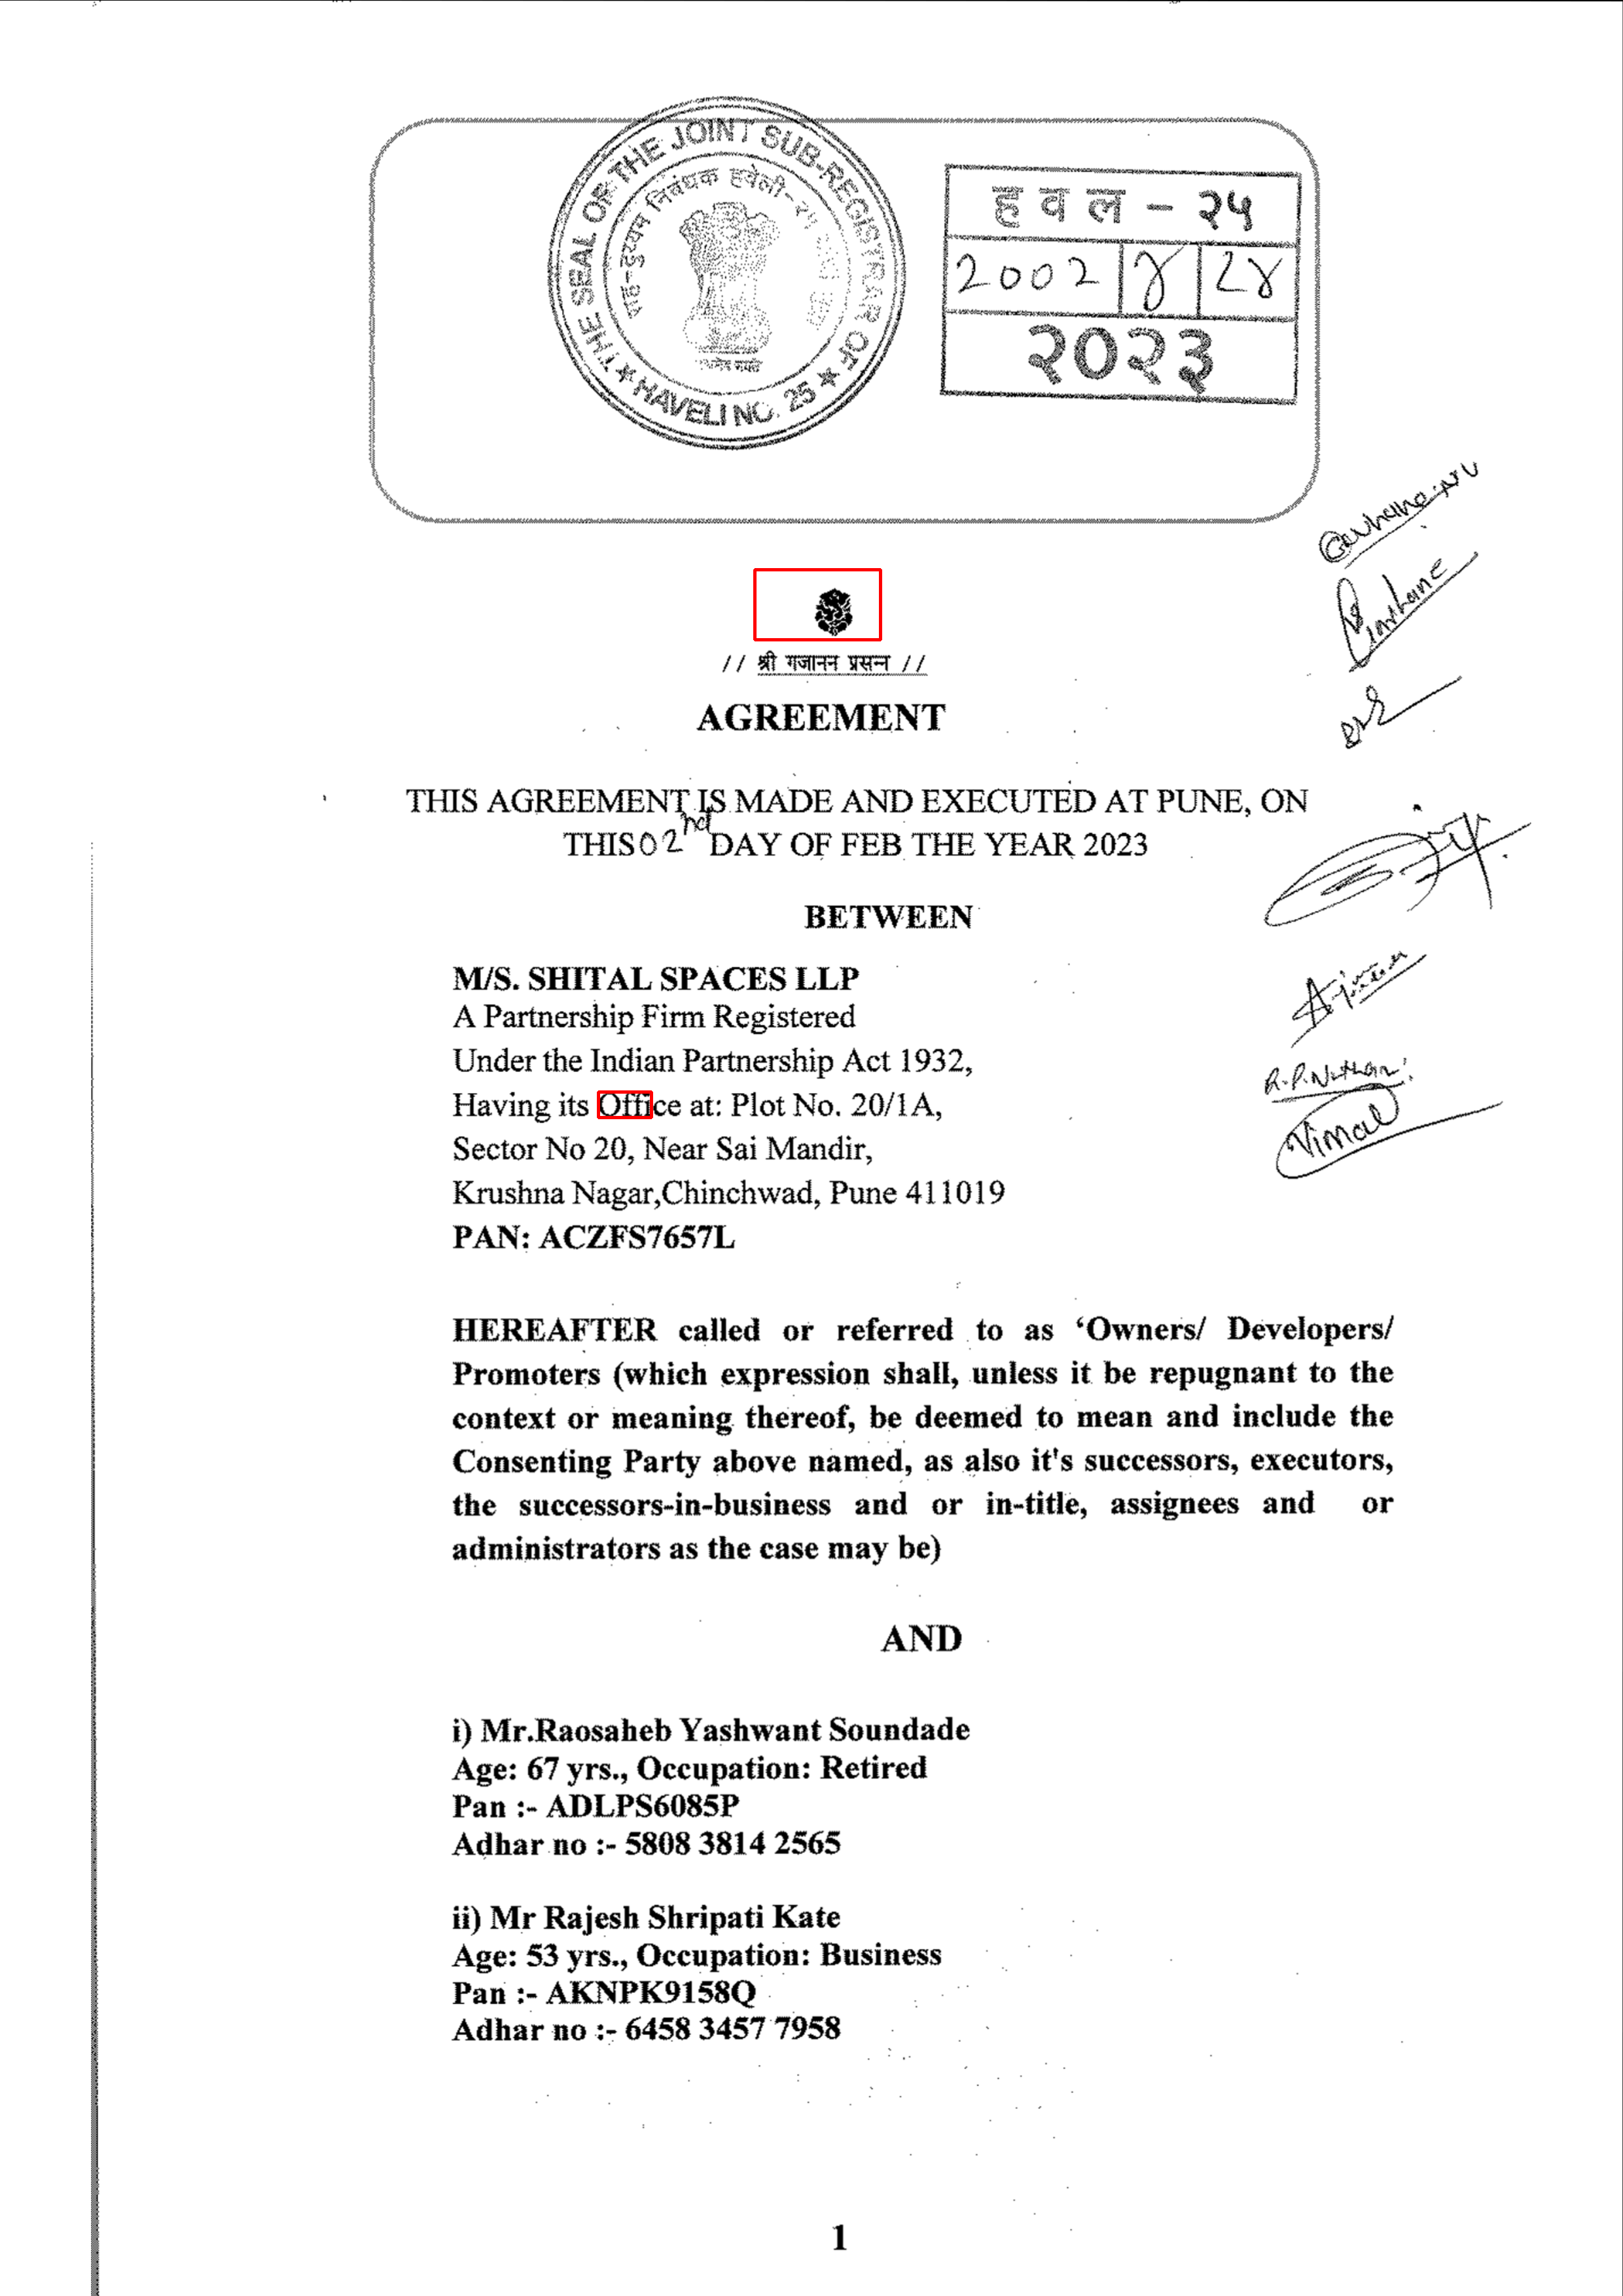 THE SEAL OF THE JOINT SUB-REGISTRAR OF
★ HAVELI NO. 25 ★
सह-दुय्यम निबंधक हवेली-२५
ह व ल - २५
2002 | 8 | 28
२०२३
// श्री गजानन प्रसन्न //
AGREEMENT
THIS AGREEMENT IS MADE AND EXECUTED AT PUNE, ON
THIS 02nd DAY OF FEB THE YEAR 2023
BETWEEN
M/S. SHITAL SPACES LLP
A Partnership Firm Registered
Under the Indian Partnership Act 1932,
Having its Office at: Plot No. 20/1A,
Sector No 20, Near Sai Mandir,
Krushna Nagar,Chinchwad, Pune 411019
PAN: ACZFS7657L
R.P.Nathan
Vimal
HEREAFTER called or referred to as ‘Owners/ Developers/
Promoters (which expression shall, unless it be repugnant to the
context or meaning thereof, be deemed to mean and include the
Consenting Party above named, as also it's successors, executors,
the successors-in-business and or in-title, assignees and or
administrators as the case may be)
AND
i) Mr.Raosaheb Yashwant Soundade
Age: 67 yrs., Occupation: Retired
Pan :- ADLPS6085P
Adhar no :- 5808 3814 2565
ii) Mr Rajesh Shripati Kate
Age: 53 yrs., Occupation: Business
Pan :- AKNPK9158Q
Adhar no :- 6458 3457 7958
1